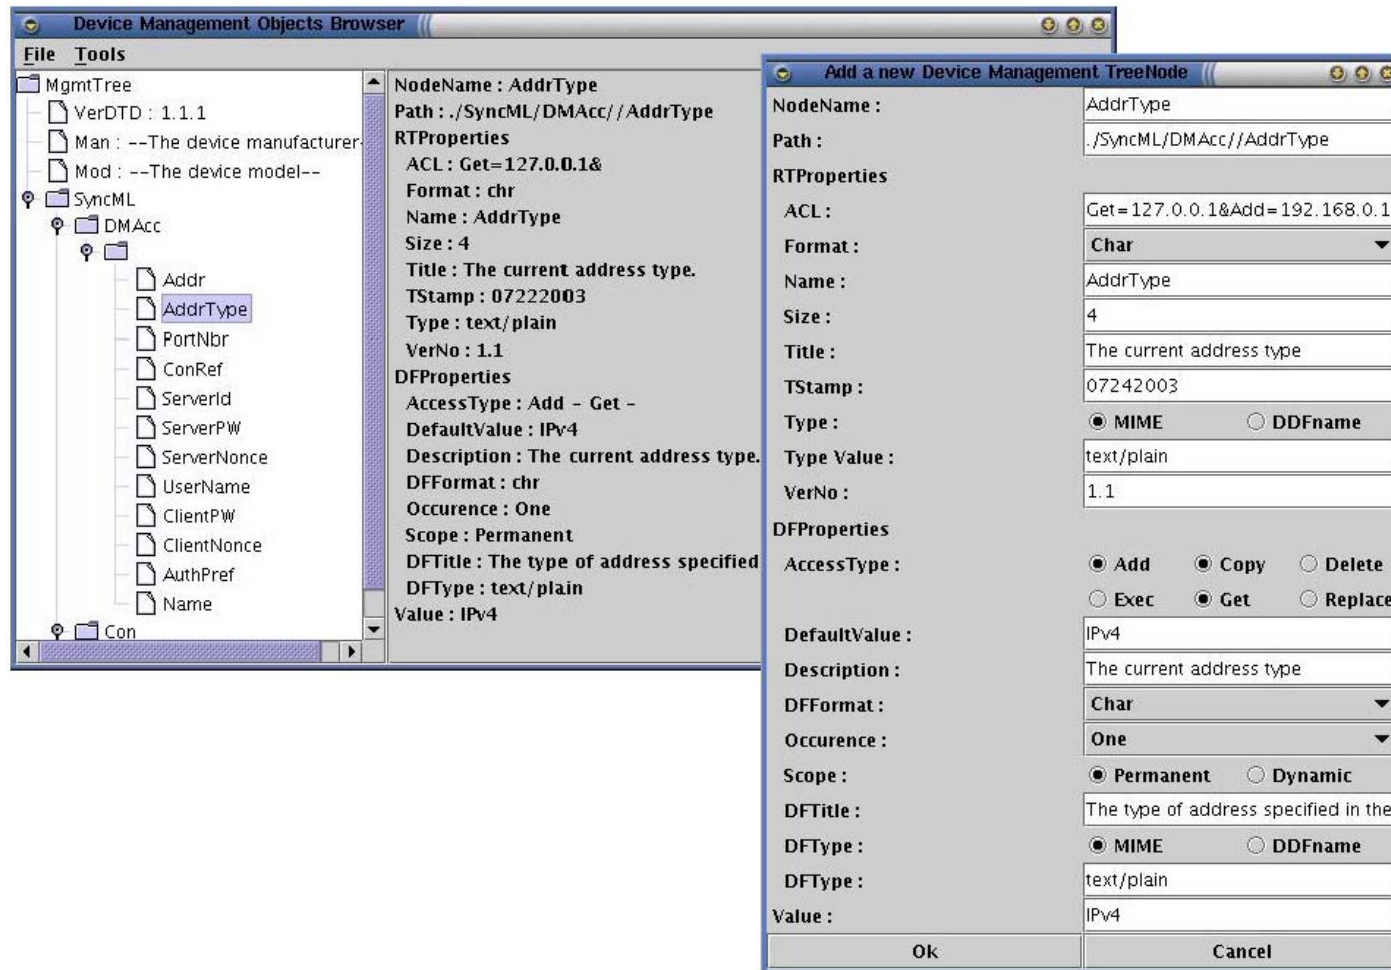 Device Management Objects Browser
File Tools
MgmtTree
VerDTD : 1.1.1
Man : --The device manufacturer-
Mod : --The device model--
SyncML
DMAcc
Addr
AddrType
PortNbr
ConRef
ServerId
ServerPW
ServerNonce
UserName
ClientPW
ClientNonce
AuthPref
Name
Con
NodeName : AddrType
Path : ./SyncML/DMAcc//AddrType
RTProperties
ACL : Get=127.0.0.1&
Format : chr
Name : AddrType
Size : 4
Title : The current address type.
TStamp : 07222003
Type : text/plain
VerNo : 1.1
DFProperties
AccessType : Add - Get -
DefaultValue : IPv4
Description : The current address type.
DFFormat : chr
Occurence : One
Scope : Permanent
DFTitle : The type of address specified
DFType : text/plain
Value : IPv4
Add a new Device Management TreeNode
NodeName : AddrType
Path : ./SyncML/DMAcc//AddrType
RTProperties
ACL : Get=127.0.0.1&Add=192.168.0.1
Format : Char
Name : AddrType
Size : 4
Title : The current address type
TStamp : 07242003
Type : MIME DDFname
Type Value : text/plain
VerNo : 1.1
DFProperties
AccessType : Add Copy Delete
Exec Get Replace
DefaultValue : IPv4
Description : The current address type
DFFormat : Char
Occurence : One
Scope : Permanent Dynamic
DFTitle : The type of address specified in the
DFType : MIME DDFname
DFType : text/plain
Value : IPv4
Ok Cancel